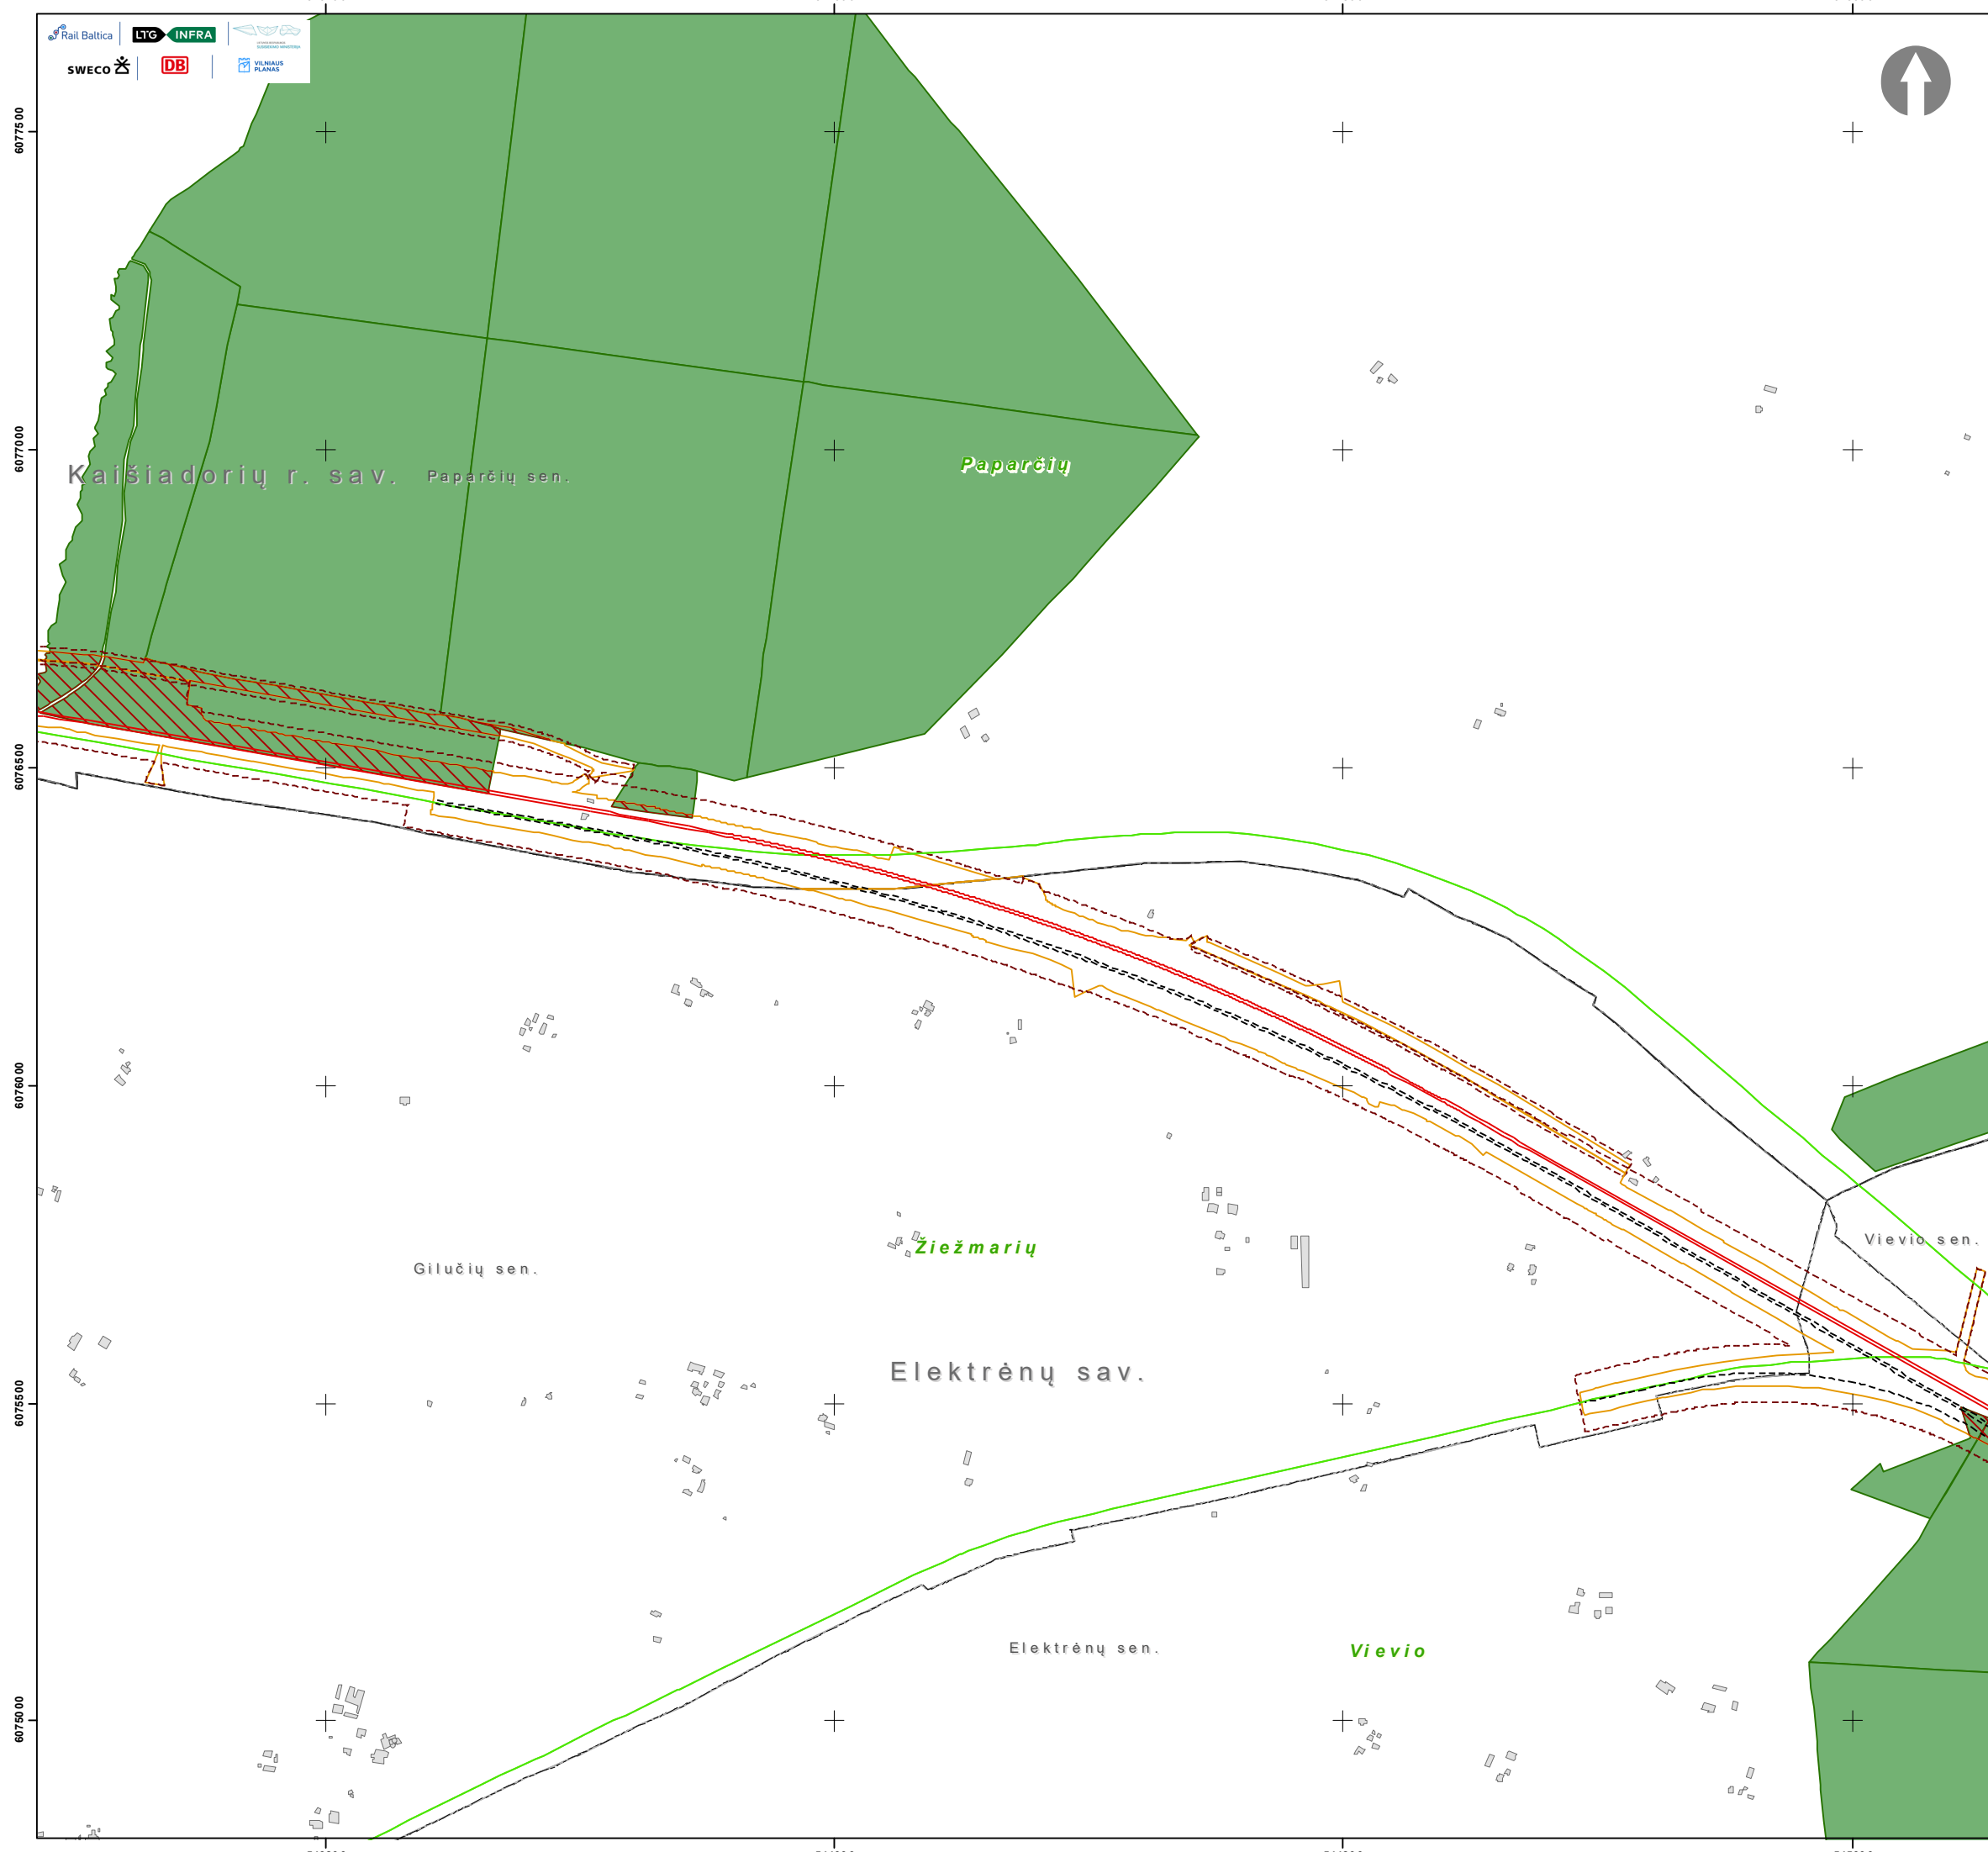 Rail Baltica
LTG INFRA
SWECO
DB
VILNIAUS
PLANAS
6077500
6077000
Kaišiadorių r. sav.
Paparčių sen.
Paparčių
6076500
6076000
Vievio sen.
Žiežmarių
Gilučių sen.
Elektrėnų sav.
6075500
Elektrėnų sen.
Vievio
6075000